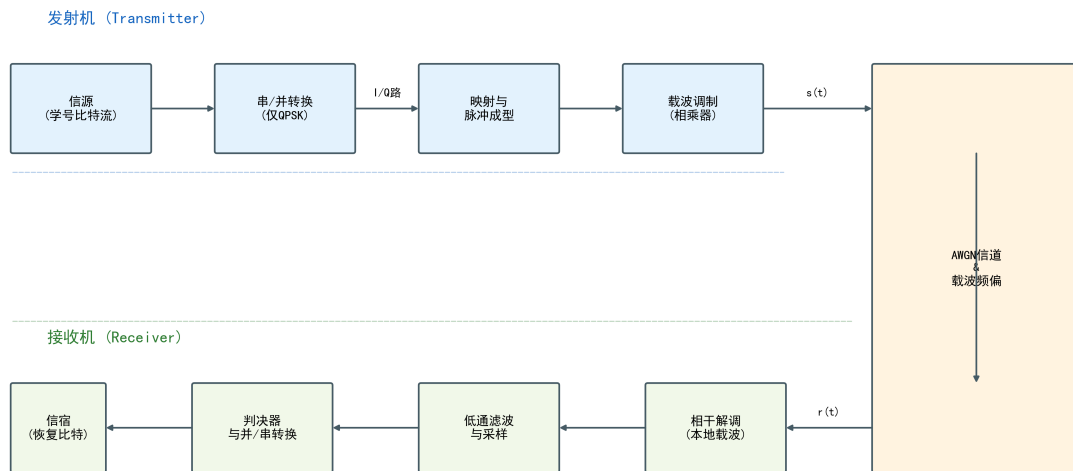 发射机 (Transmitter)
信源
(学号比特流)
串/并转换
(仅QPSK)
I/Q路
映射与
脉冲成型
载波调制
(相乘器)
s(t)
AWGN信道
&
载波频偏
接收机 (Receiver)
信宿
(恢复比特)
判决器
与并/串转换
低通滤波
与采样
相干解调
(本地载波)
r(t)